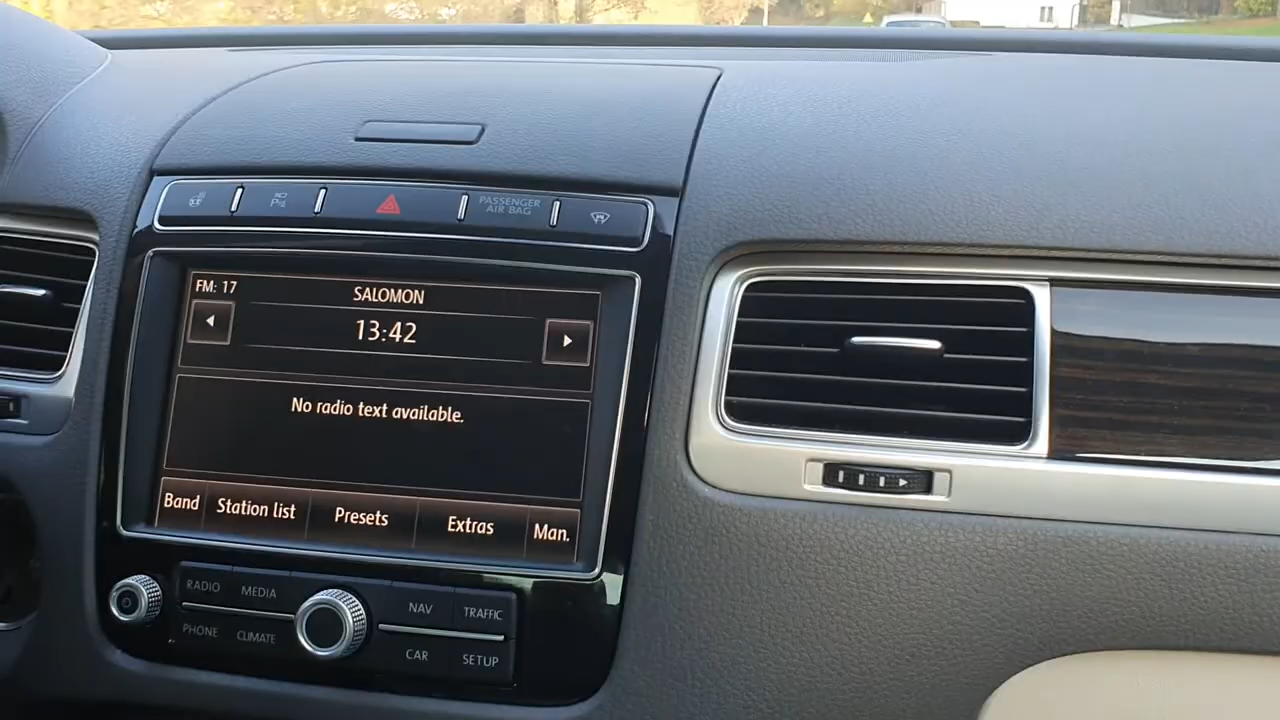 PASSENGER
AIR BAG
FM: 17
SALOMON
13:42
No radio text available.
Band
Station list
Presets
Extras
Man.
RADIO
MEDIA
NAV
TRAFFIC
PHONE
CLIMATE
CAR
SETUP